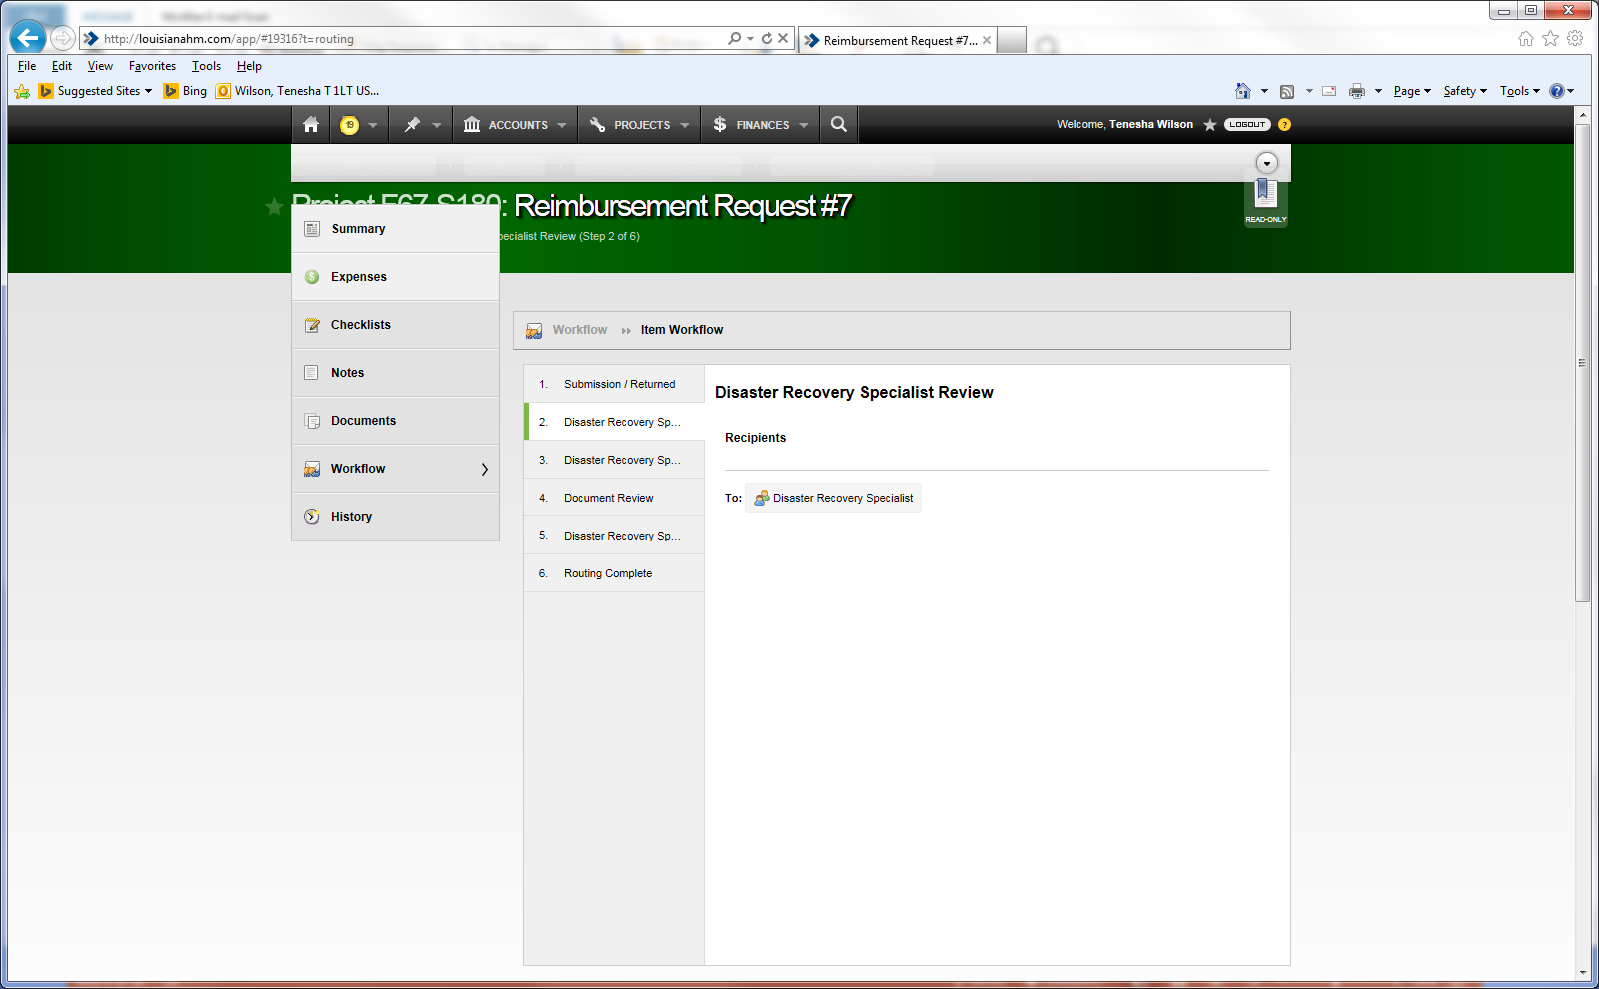 http://louisianahm.com/app/#19316?t=routing
Reimbursement Request #7...
File Edit View Favorites Tools Help
Suggested Sites Bing Wilson, Tenesha T 1LT US...
Page Safety Tools
19 ACCOUNTS PROJECTS $ FINANCES
Welcome, Tenesha Wilson LOGOUT ?
Reimbursement Request #7
READ-ONLY
ecialist Review (Step 2 of 6)
Summary
Expenses
Checklists
Notes
Documents
Workflow
History
Workflow Item Workflow
1. Submission / Returned
2. Disaster Recovery Sp...
3. Disaster Recovery Sp...
4. Document Review
5. Disaster Recovery Sp...
6. Routing Complete
Disaster Recovery Specialist Review
Recipients
To: Disaster Recovery Specialist